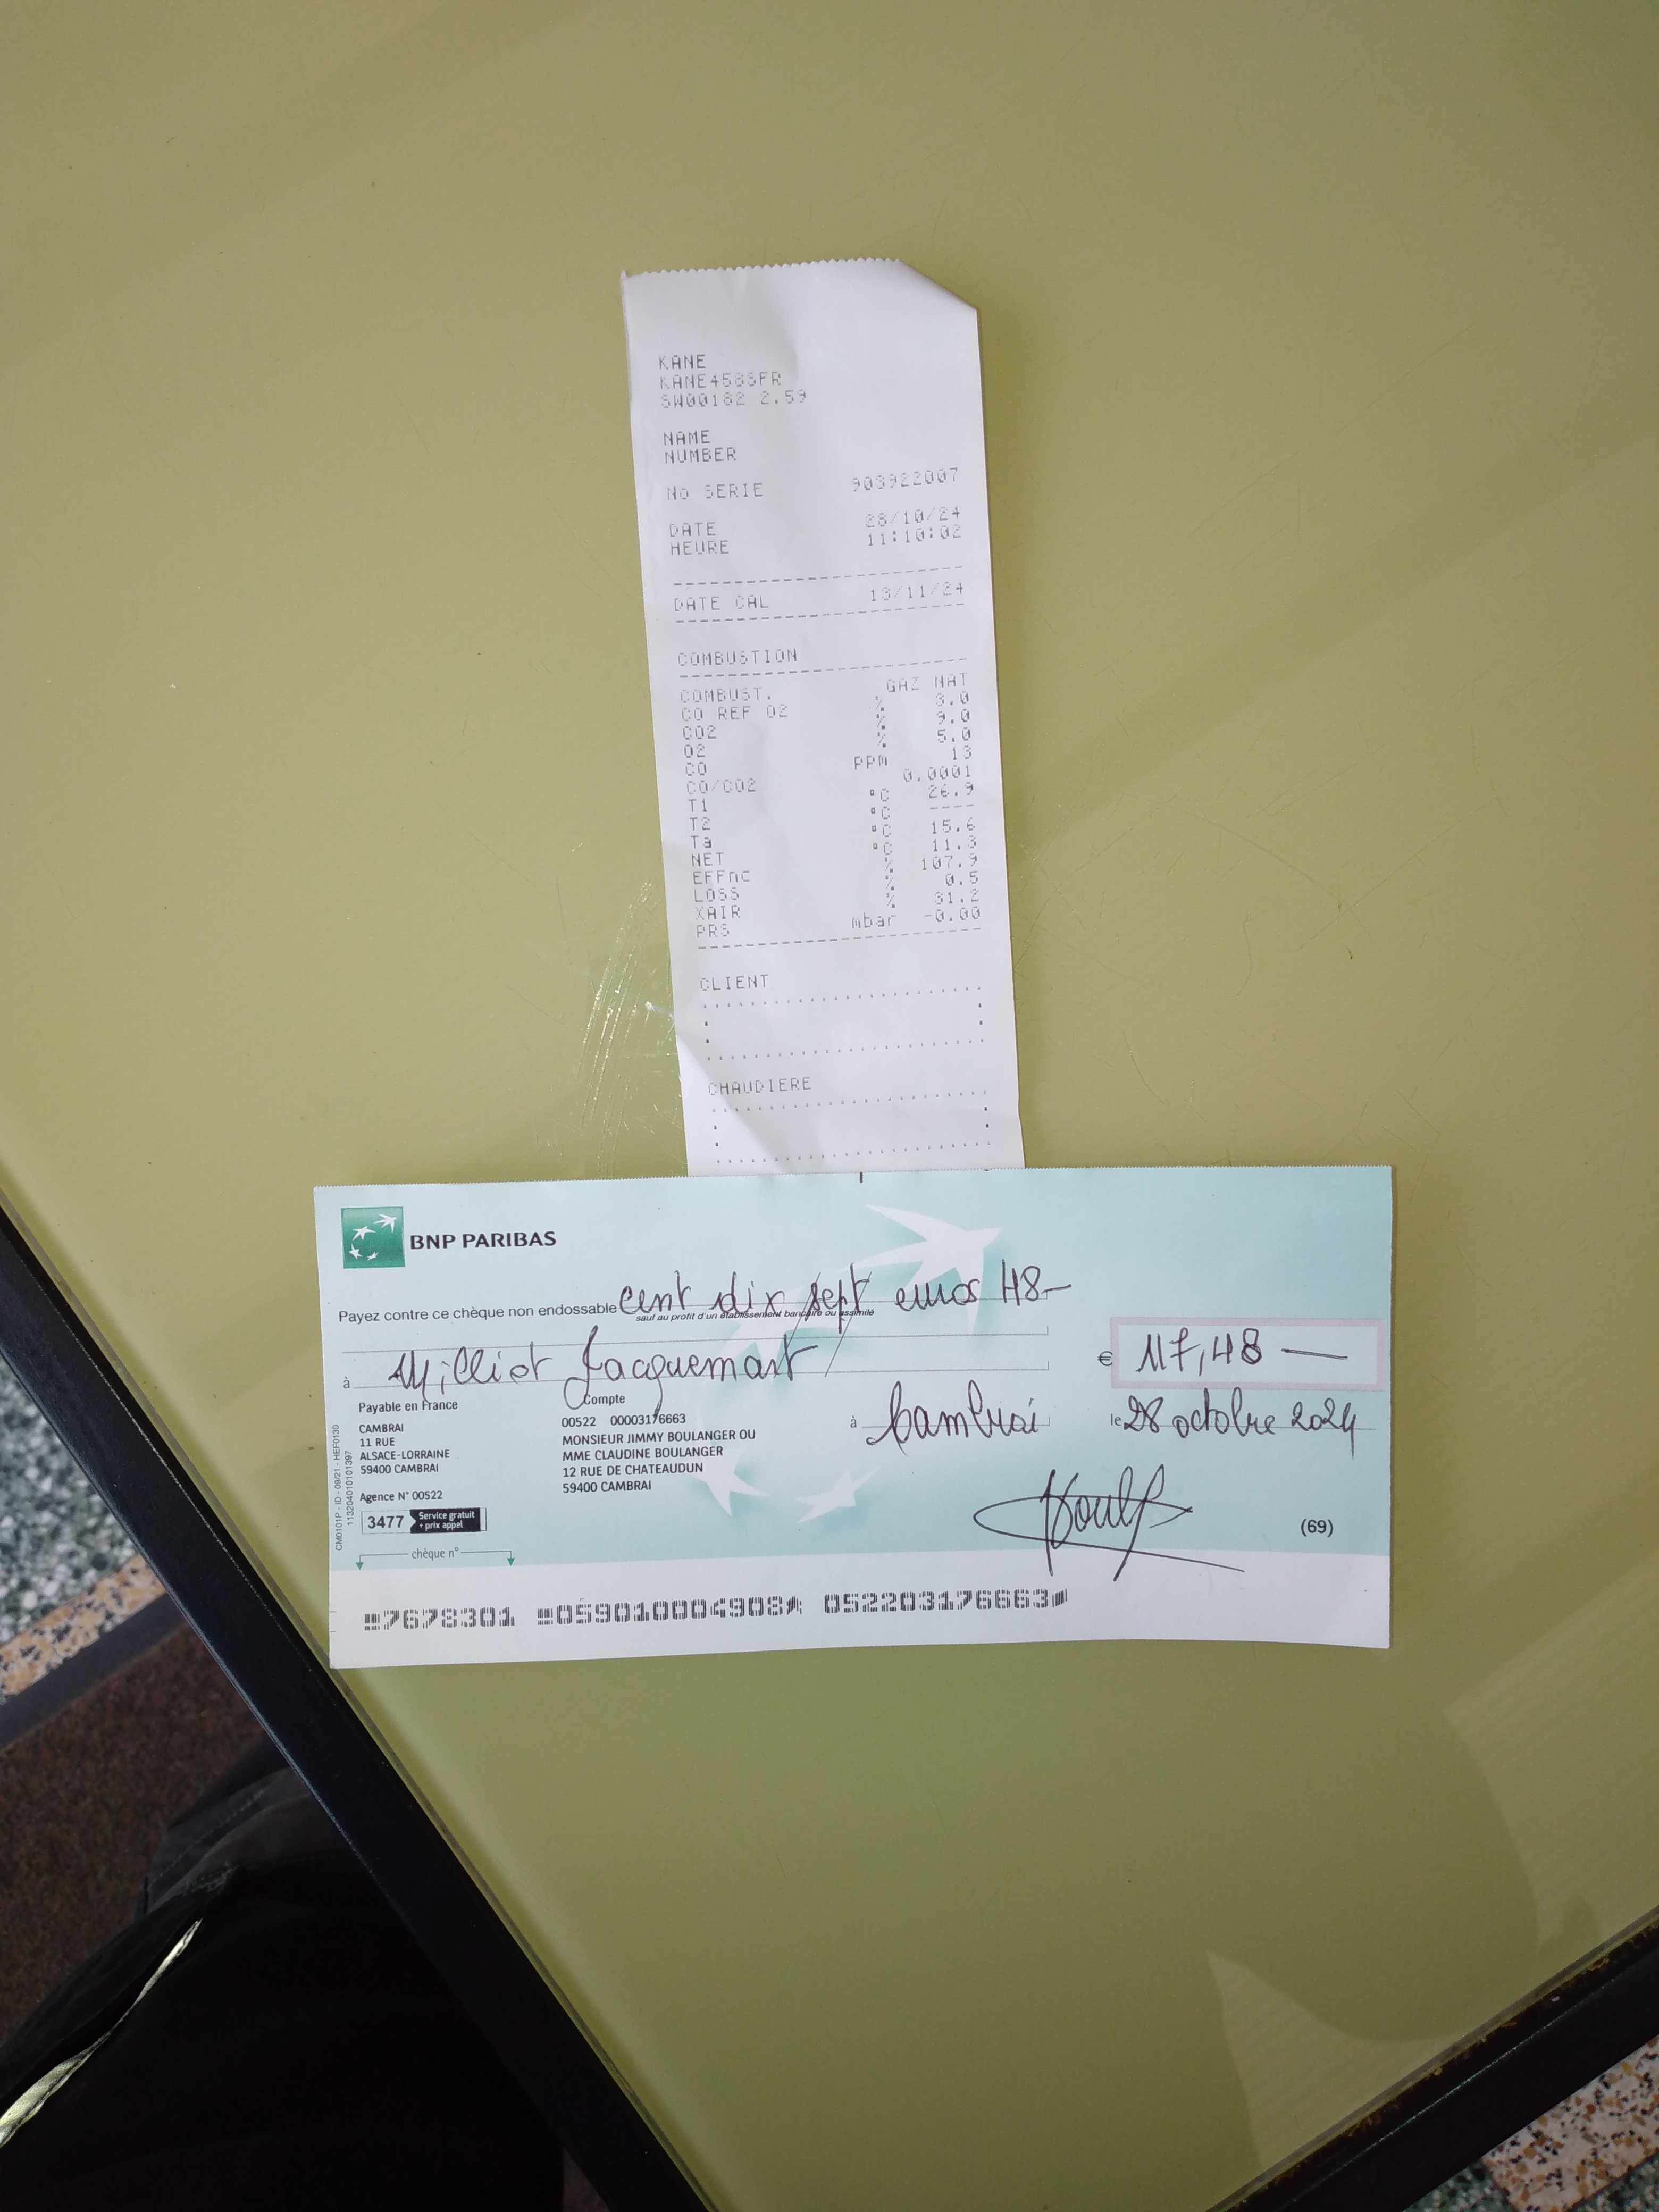 KANE
KANE458SFR
SW00182 2.59
NAME
NUMBER
No SERIE 903922007
DATE 28/10/24
HEURE 11:10:02
DATE CAL 13/11/24
COMBUSTION
COMBUST. GAZ NAT
CO REF O2 % 3.0
CO2 % 9.0
O2 % 5.0
CO PPM 13
CO/CO2 0.0001
T1 °C 26.9
T2 °C ----
Ta °C 15.6
NET °C 11.3
EFFnC % 107.9
LOSS % 0.5
XAIR % 31.2
PRS mbar -0.00
CLIENT
CHAUDIERE
BNP PARIBAS
Payez contre ce chèque non endossable cent dix sept euros 48
sauf au profit d'un établissement bancaire ou assimilé
à Milliot Jacquemart € 117,48
Payable en France
CAMBRAI
11 RUE
ALSACE-LORRAINE
59400 CAMBRAI
Agence N° 00522
3477 Service gratuit + prix appel
Compte
00522 00003176663
MONSIEUR JIMMY BOULANGER OU
MME CLAUDINE BOULANGER
12 RUE DE CHATEAUDUN
59400 CAMBRAI
à Cambrai le 28 octobre 2024
(69)
CM0101P - ID - 09/21 - HEF0130
113204010101397
chèque n°
7678301 059010004908 052203176663